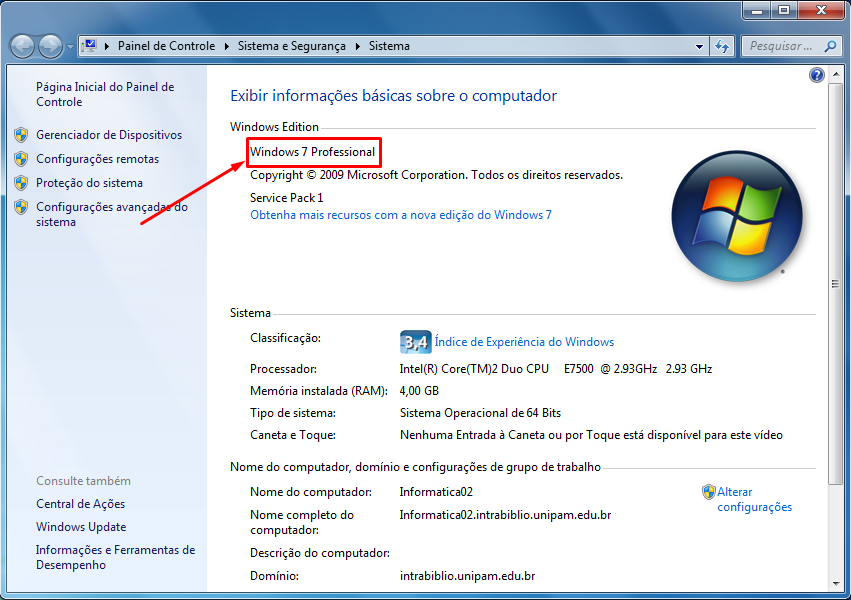 Painel de Controle
Sistema e Segurança
Sistema
Pesquisar ...
Página Inicial do Painel de
Controle
Gerenciador de Dispositivos
Configurações remotas
Proteção do sistema
Configurações avançadas do
sistema
Consulte também
Central de Ações
Windows Update
Informações e Ferramentas de
Desempenho
Exibir informações básicas sobre o computador
Windows Edition
Windows 7 Professional
Copyright © 2009 Microsoft Corporation. Todos os direitos reservados.
Service Pack 1
Obtenha mais recursos com a nova edição do Windows 7
Sistema
Classificação:
3,4 Índice de Experiência do Windows
Processador: Intel(R) Core(TM)2 Duo CPU E7500 @ 2.93GHz 2.93 GHz
Memória instalada (RAM): 4,00 GB
Tipo de sistema: Sistema Operacional de 64 Bits
Caneta e Toque: Nenhuma Entrada à Caneta ou por Toque está disponível para este vídeo
Nome do computador, domínio e configurações de grupo de trabalho
Nome do computador: Informatica02
Alterar
configurações
Nome completo do
computador:
Informatica02.intrabiblio.unipam.edu.br
Descrição do computador:
Domínio: intrabiblio.unipam.edu.br